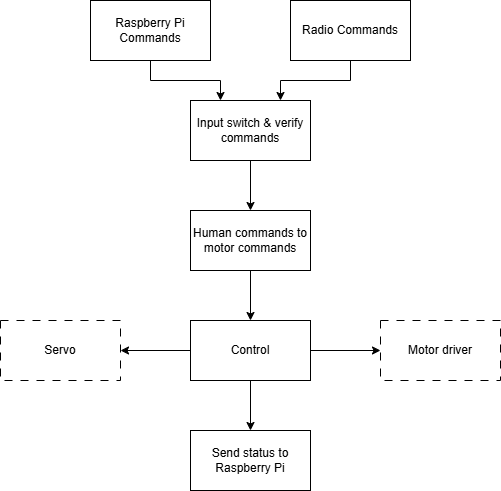 Raspberry Pi
Commands
Radio Commands
Input switch & verify
commands
Human commands to
motor commands
Servo
Control
Motor driver
Send status to
Raspberry Pi